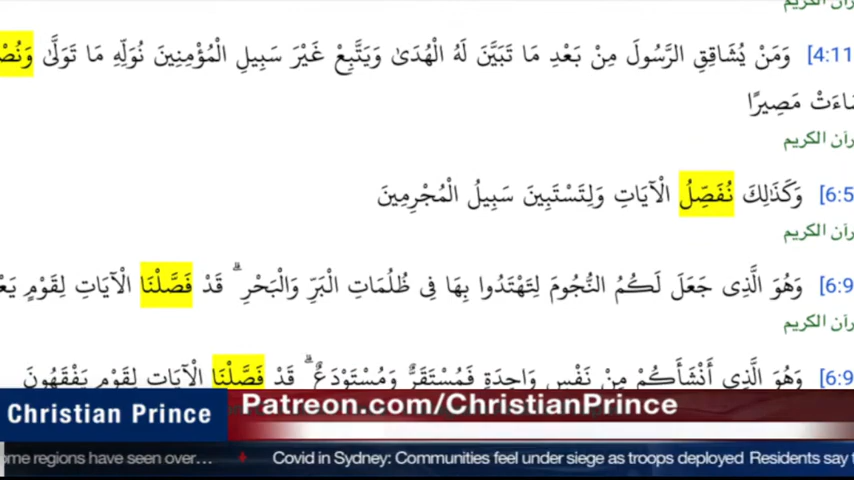 رآن الكريم
[4:11 وَمَنْ يُشَاقِقِ الرَّسُولَ مِنْ بَعْدِ مَا تَبَيَّنَ لَهُ الْهُدَىٰ وَيَتَّبِعْ غَيْرَ سَبِيلِ الْمُؤْمِنِينَ نُوَلِّهِ مَا تَوَلَّىٰ وَنُصْ
اءَتْ مَصِيرًا
رآن الكريم
[6:5 وَكَذَٰلِكَ نُفَصِّلُ الْآيَاتِ وَلِتَسْتَبِينَ سَبِيلُ الْمُجْرِمِينَ
رآن الكريم
[6:9 وَهُوَ الَّذِي جَعَلَ لَكُمُ النُّجُومَ لِتَهْتَدُوا بِهَا فِي ظُلُمَاتِ الْبَرِّ وَالْبَحْرِ ۗ قَدْ فَصَّلْنَا الْآيَاتِ لِقَوْمٍ يَعْ
رآن الكريم
[6:9 وَهُوَ الَّذِي أَنْشَأَكُمْ مِنْ نَفْسٍ وَاحِدَةٍ فَمُسْتَقَرٌّ وَمُسْتَوْدَعٌ ۗ قَدْ فَصَّلْنَا الْآيَاتِ لِقَوْمٍ يَفْقَهُونَ
Christian Prince
Patreon.com/ChristianPrince
ome regions have seen over... Covid in Sydney: Communities feel under siege as troops deployed Residents say